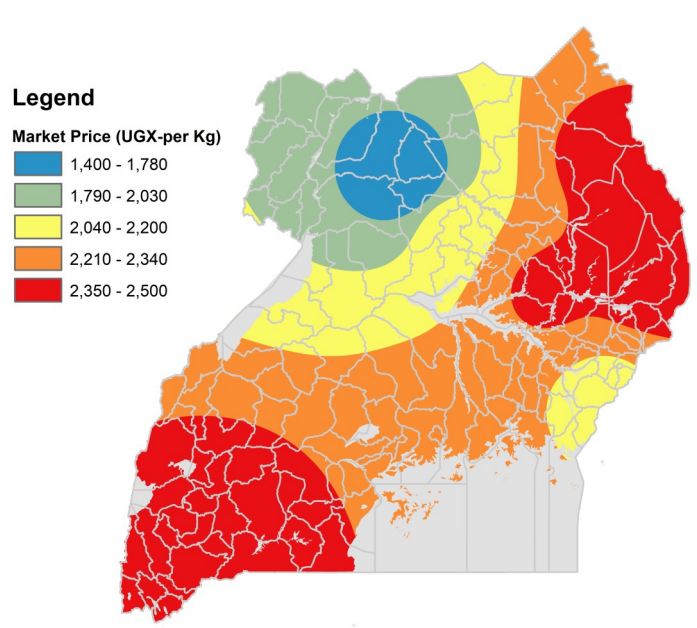 Legend
Market Price (UGX-per Kg)
1,400 - 1,780
1,790 - 2,030
2,040 - 2,200
2,210 - 2,340
2,350 - 2,500